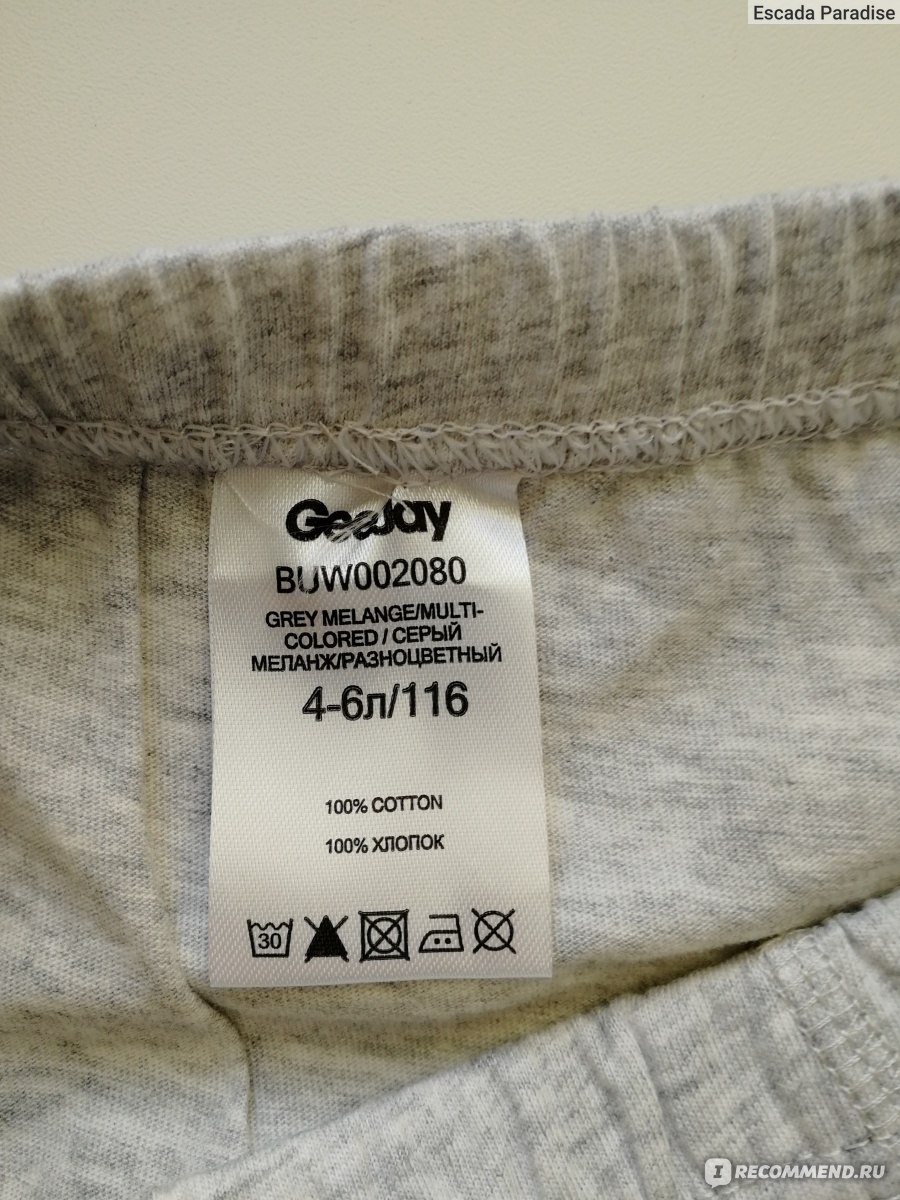 Escada Paradise
GeeJay
BUW002080
GREY MELANGE/MULTI-
COLORED / СЕРЫЙ
МЕЛАНЖ/РАЗНОЦВЕТНЫЙ
4-6л/116
100% COTTON
100% ХЛОПОК
30
IRECOMMEND.RU